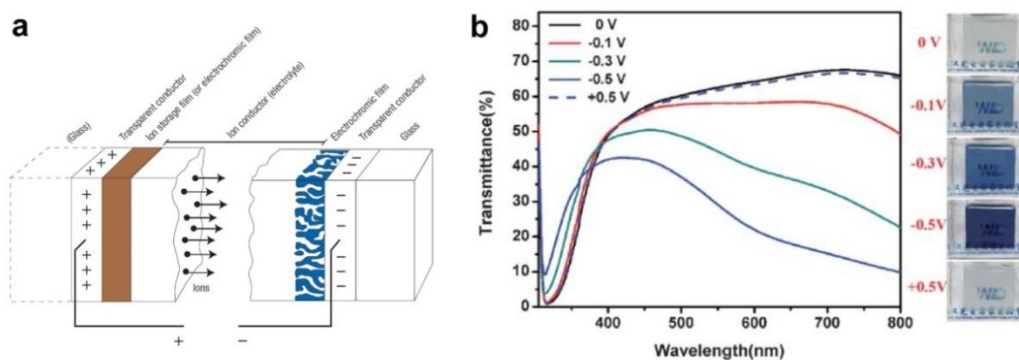 a
(Glass)
Transparent conductor
Ion storage film (or electrochromic film)
Ion conductor (electrolyte)
Electrochromic film
Transparent conductor
Glass
Ions
+ −
b
Transmittance(%)
80
70
60
50
40
30
20
10
0
0 V
-0.1 V
-0.3 V
-0.5 V
+0.5 V
400 500 600 700 800
Wavelength(nm)
0 V
-0.1V
-0.3V
-0.5V
+0.5V